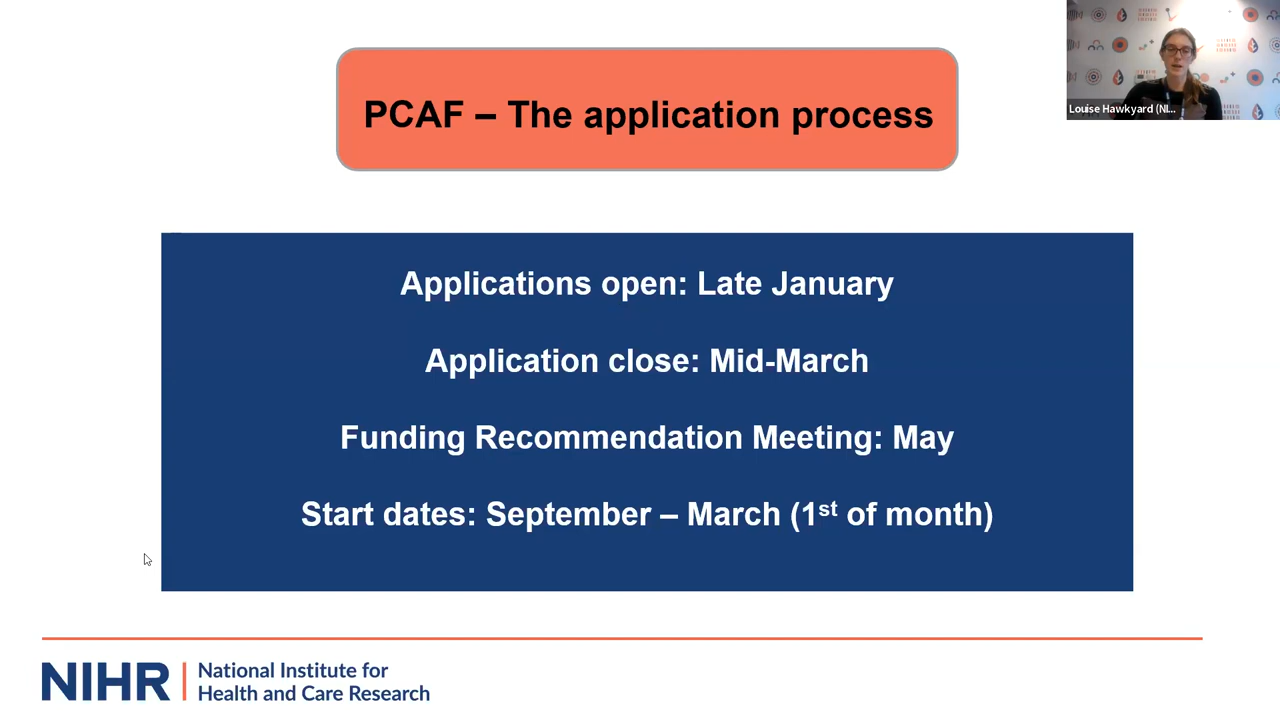 PCAF – The application process
Louise Hawkyard (NI...
Applications open: Late January
Application close: Mid-March
Funding Recommendation Meeting: May
Start dates: September – March (1st of month)
NIHR
National Institute for
Health and Care Research